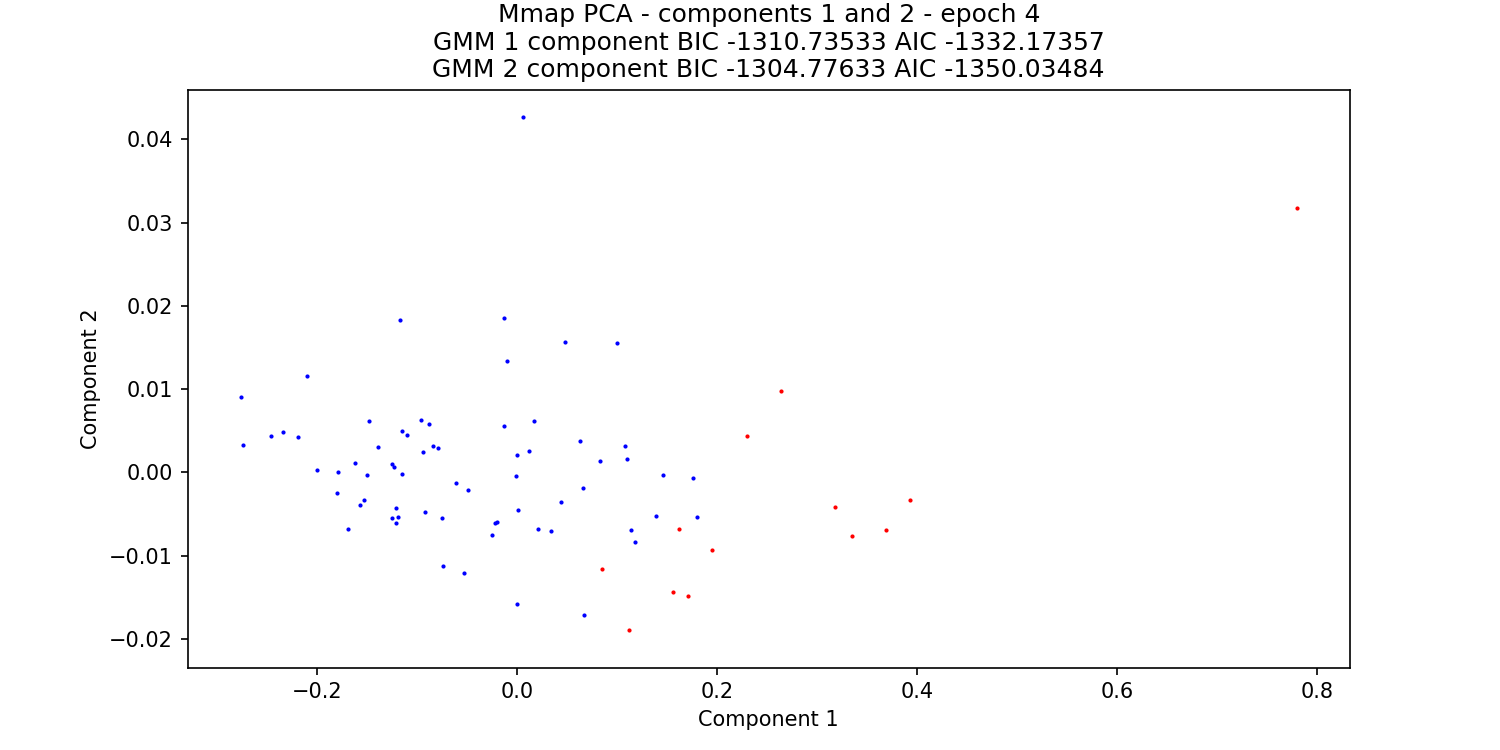 Mmap PCA - components 1 and 2 - epoch 4
GMM 1 component BIC -1310.73533 AIC -1332.17357
GMM 2 component BIC -1304.77633 AIC -1350.03484
0.04
0.03
0.02
0.01
0.00
−0.01
−0.02
Component 2
−0.2
0.0
0.2
0.4
0.6
0.8
Component 1